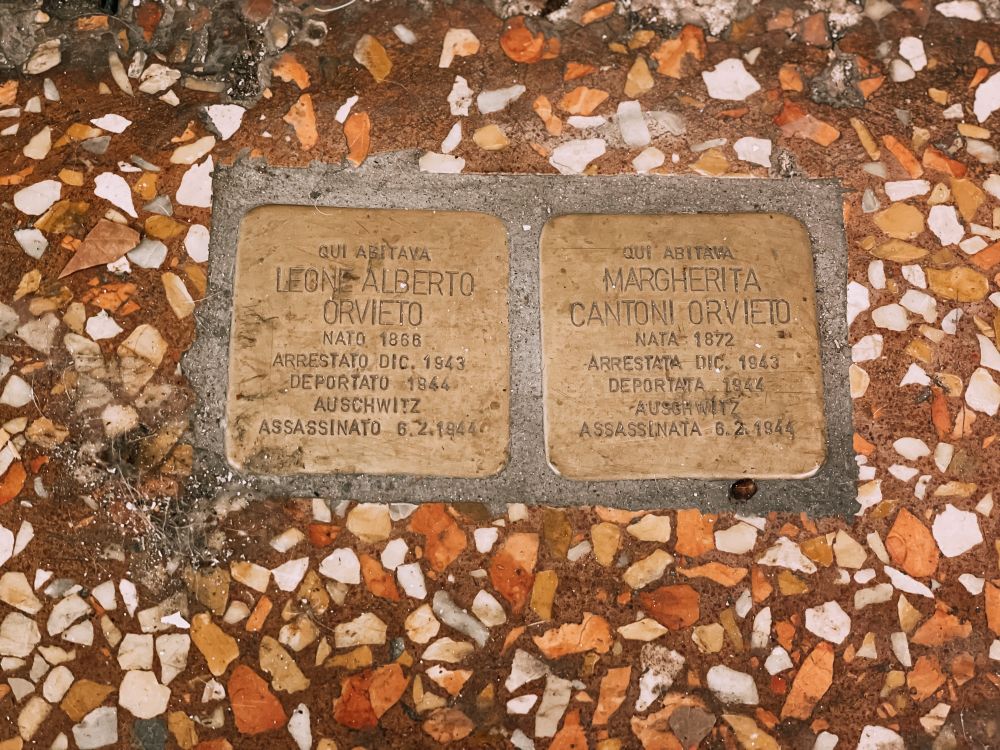 QUI ABITAVA
LEONE ALBERTO
ORVIETO
NATO 1866
ARRESTATO DIC. 1943
DEPORTATO 1944
AUSCHWITZ
ASSASSINATO 6.2.1944
QUI ABITAVA
MARGHERITA
CANTONI ORVIETO
NATA 1872
ARRESTATA DIC. 1943
DEPORTATA 1944
AUSCHWITZ
ASSASSINATA 6.2.1944